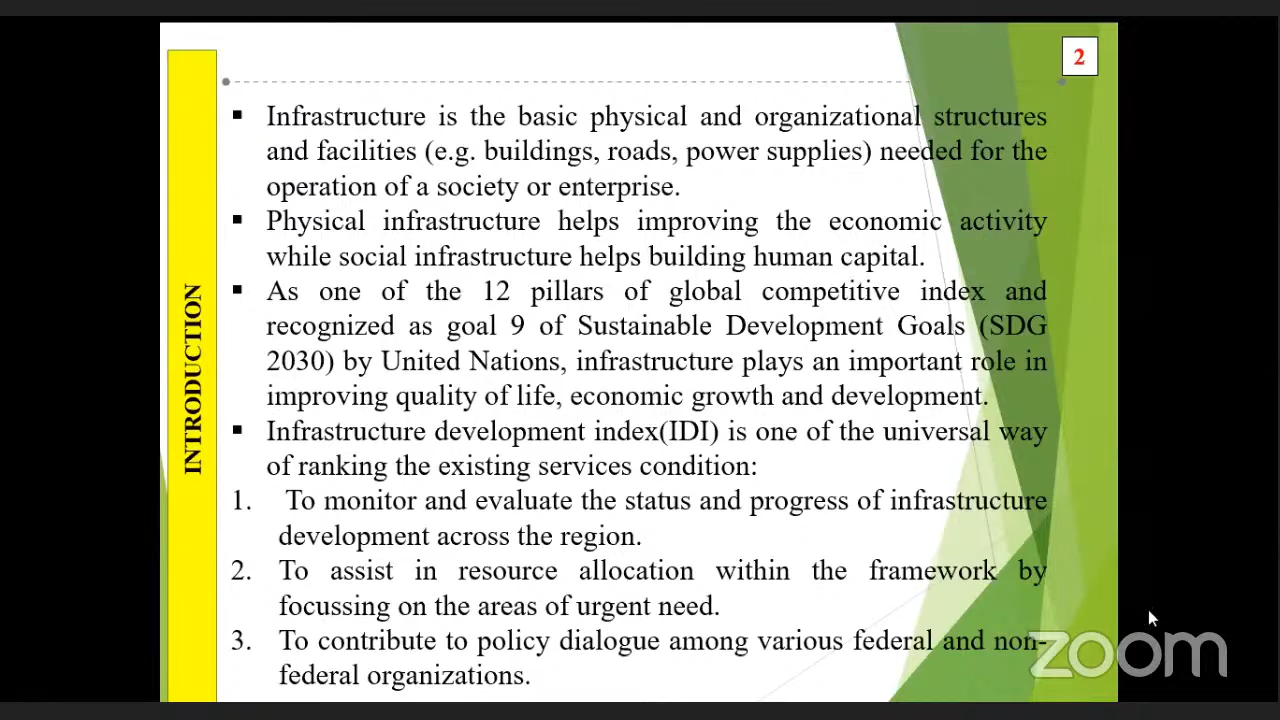 2
INTRODUCTION
▪ Infrastructure is the basic physical and organizational structures
and facilities (e.g. buildings, roads, power supplies) needed for the
operation of a society or enterprise.
▪ Physical infrastructure helps improving the economic activity
while social infrastructure helps building human capital.
▪ As one of the 12 pillars of global competitive index and
recognized as goal 9 of Sustainable Development Goals (SDG
2030) by United Nations, infrastructure plays an important role in
improving quality of life, economic growth and development.
▪ Infrastructure development index(IDI) is one of the universal way
of ranking the existing services condition:
1. To monitor and evaluate the status and progress of infrastructure
development across the region.
2. To assist in resource allocation within the framework by
focussing on the areas of urgent need.
3. To contribute to policy dialogue among various federal and non-
federal organizations.
zoom